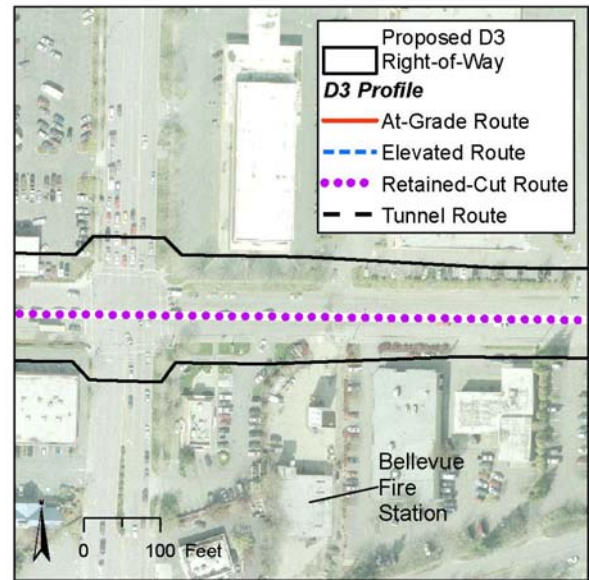 Proposed D3
Right-of-Way
D3 Profile
At-Grade Route
Elevated Route
Retained-Cut Route
Tunnel Route
Bellevue
Fire
Station
0 100 Feet